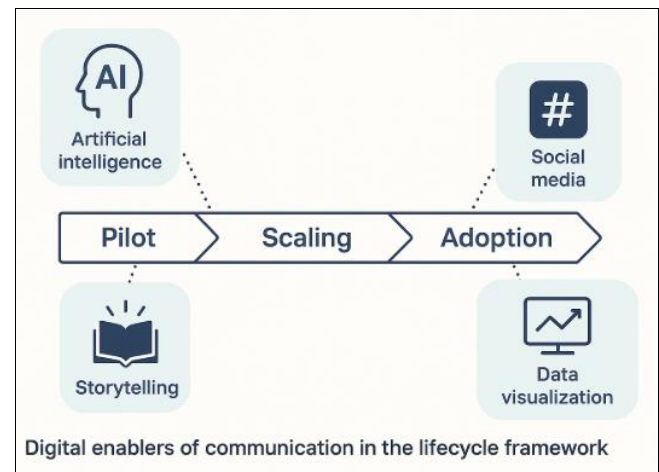 AI
Artificial
intelligence
#
Social
media
Pilot
Scaling
Adoption
Storytelling
Data
visualization
Digital enablers of communication in the lifecycle framework